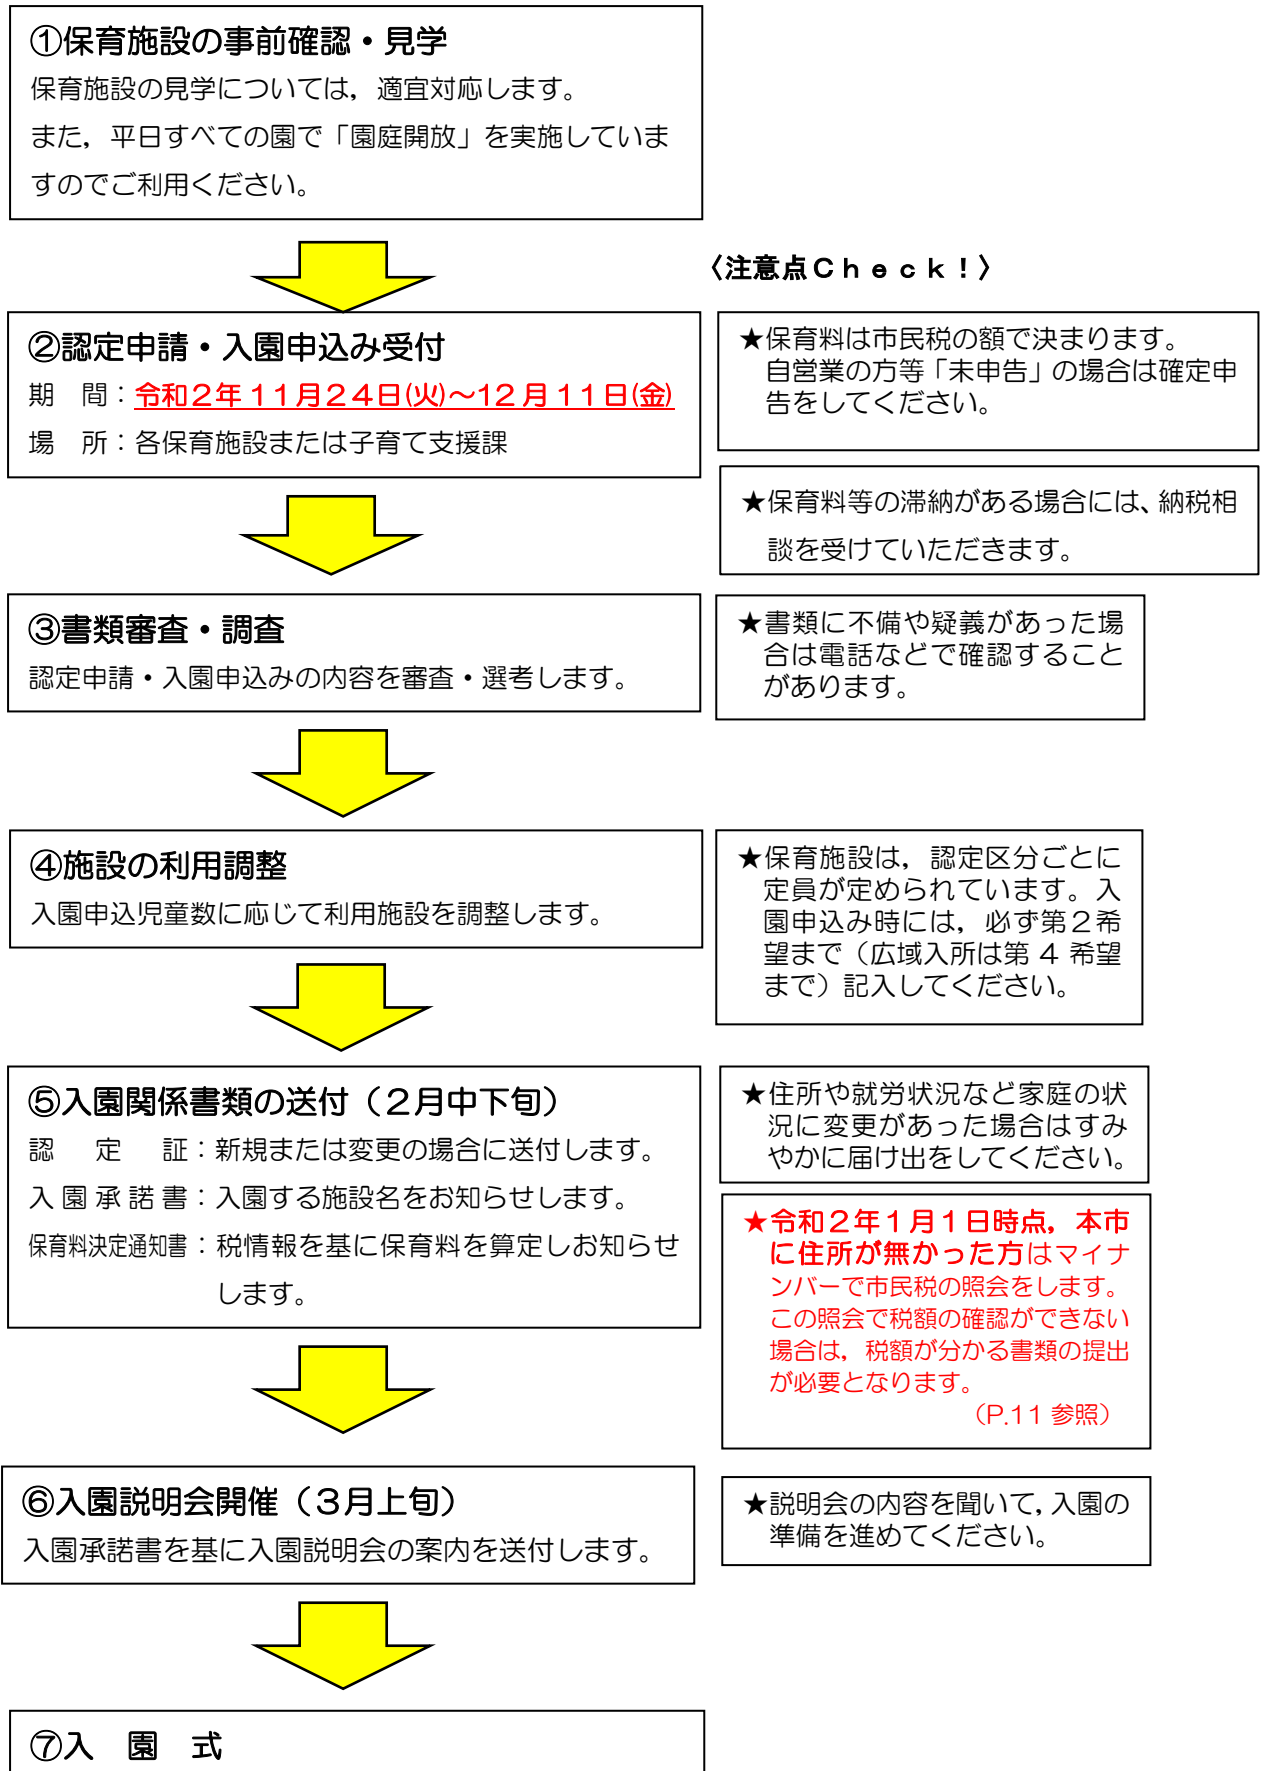 ①保育施設の事前確認・見学
保育施設の見学については，適宜対応します。
また，平日すべての園で「園庭開放」を実施していま
すのでご利用ください。
〈注意点Ｃｈｅｃｋ！〉
②認定申請・入園申込み受付
期　間：令和２年１１月２４日(火)～12月１１日(金)
場　所：各保育施設または子育て支援課
★保育料は市民税の額で決まります。
自営業の方等「未申告」の場合は確定申
告をしてください。
★保育料等の滞納がある場合には、納税相
談を受けていただきます。
③書類審査・調査
認定申請・入園申込みの内容を審査・選考します。
★書類に不備や疑義があった場
合は電話などで確認すること
があります。
④施設の利用調整
入園申込児童数に応じて利用施設を調整します。
★保育施設は，認定区分ごとに
定員が定められています。入
園申込み時には，必ず第２希
望まで（広域入所は第 4 希望
まで）記入してください。
⑤入園関係書類の送付（２月中下旬）
認　定　証：新規または変更の場合に送付します。
入 園 承 諾 書：入園する施設名をお知らせします。
保育料決定通知書：税情報を基に保育料を算定しお知らせ
します。
★住所や就労状況など家庭の状
況に変更があった場合はすみ
やかに届け出をしてください。
★令和２年１月１日時点，本市
に住所が無かった方はマイナ
ンバーで市民税の照会をします。
この照会で税額の確認ができない
場合は，税額が分かる書類の提出
が必要となります。
（P.11 参照）
⑥入園説明会開催（３月上旬）
入園承諾書を基に入園説明会の案内を送付します。
★説明会の内容を聞いて，入園の
準備を進めてください。
⑦入　園　式